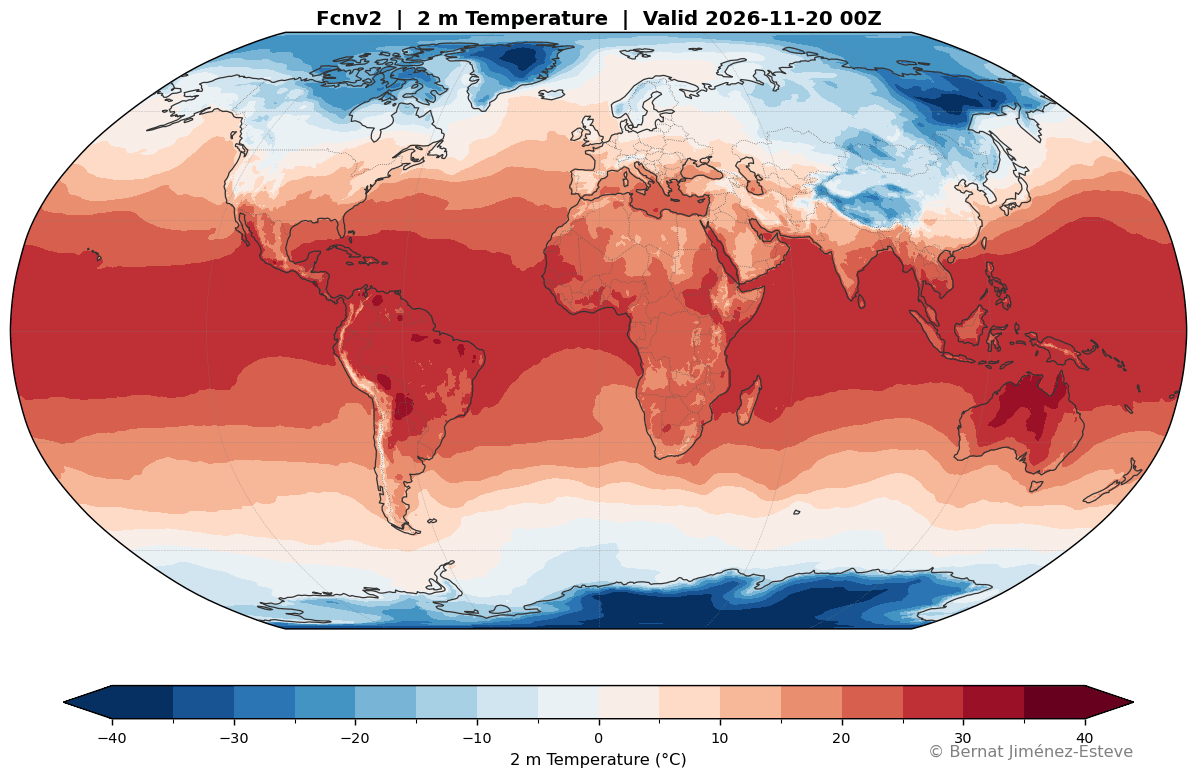 Fcnv2 | 2 m Temperature | Valid 2026-11-20 00Z
−40 −30 −20 −10 0 10 20 30 40
2 m Temperature (°C)
© Bernat Jiménez-Esteve